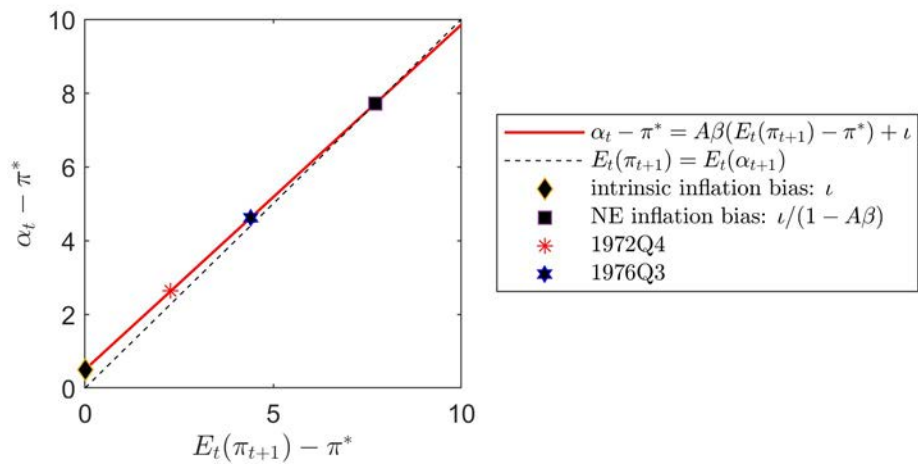 10
8
6
4
2
0
0
5
10
α_t − π*
E_t(π_{t+1}) − π*
α_t − π* = Aβ(E_t(π_{t+1}) − π*) + ι
E_t(π_{t+1}) = E_t(α_{t+1})
intrinsic inflation bias: ι
NE inflation bias: ι/(1 − Aβ)
1972Q4
1976Q3